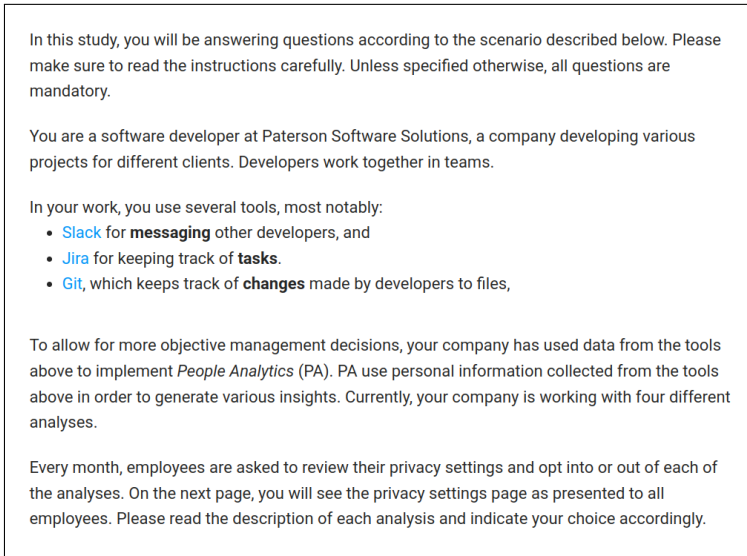 In this study, you will be answering questions according to the scenario described below. Please
make sure to read the instructions carefully. Unless specified otherwise, all questions are
mandatory.
You are a software developer at Paterson Software Solutions, a company developing various
projects for different clients. Developers work together in teams.
In your work, you use several tools, most notably:
• Slack for messaging other developers, and
• Jira for keeping track of tasks.
• Git, which keeps track of changes made by developers to files,
To allow for more objective management decisions, your company has used data from the tools
above to implement People Analytics (PA). PA use personal information collected from the tools
above in order to generate various insights. Currently, your company is working with four different
analyses.
Every month, employees are asked to review their privacy settings and opt into or out of each of
the analyses. On the next page, you will see the privacy settings page as presented to all
employees. Please read the description of each analysis and indicate your choice accordingly.